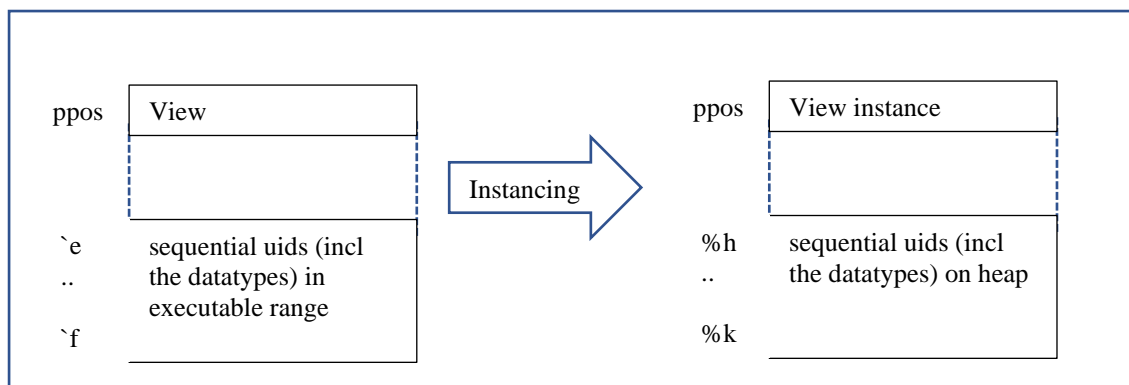 ppos
View
`e
..
`f
sequential uids (incl
the datatypes) in
executable range
Instancing
ppos
View instance
%h
..
%k
sequential uids (incl
the datatypes) on heap